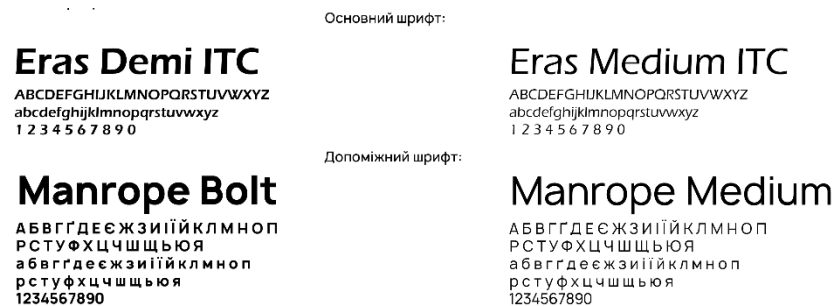 Основний шрифт:
Eras Demi ITC
ABCDEFGHIJKLMNOPQRSTUVWXYZ
abcdefghijklmnopqrstuvwxyz
1 2 3 4 5 6 7 8 9 0
Eras Medium ITC
ABCDEFGHIJKLMNOPQRSTUVWXYZ
abcdefghijklmnopqrstuvwxyz
1 2 3 4 5 6 7 8 9 0
Допоміжний шрифт:
Manrope Bolt
АБВГҐДЕЄЖЗИІЇЙКЛМНОП
РСТУФХЦЧШЩЬЮЯ
абвгґдеєжзиіїйклмноп
рстуфхцчшщьюя
1234567890
Manrope Medium
АБВГҐДЕЄЖЗИІЇЙКЛМНОП
РСТУФХЦЧШЩЬЮЯ
абвгґдеєжзиіїйклмноп
рстуфхцчшщьюя
1234567890